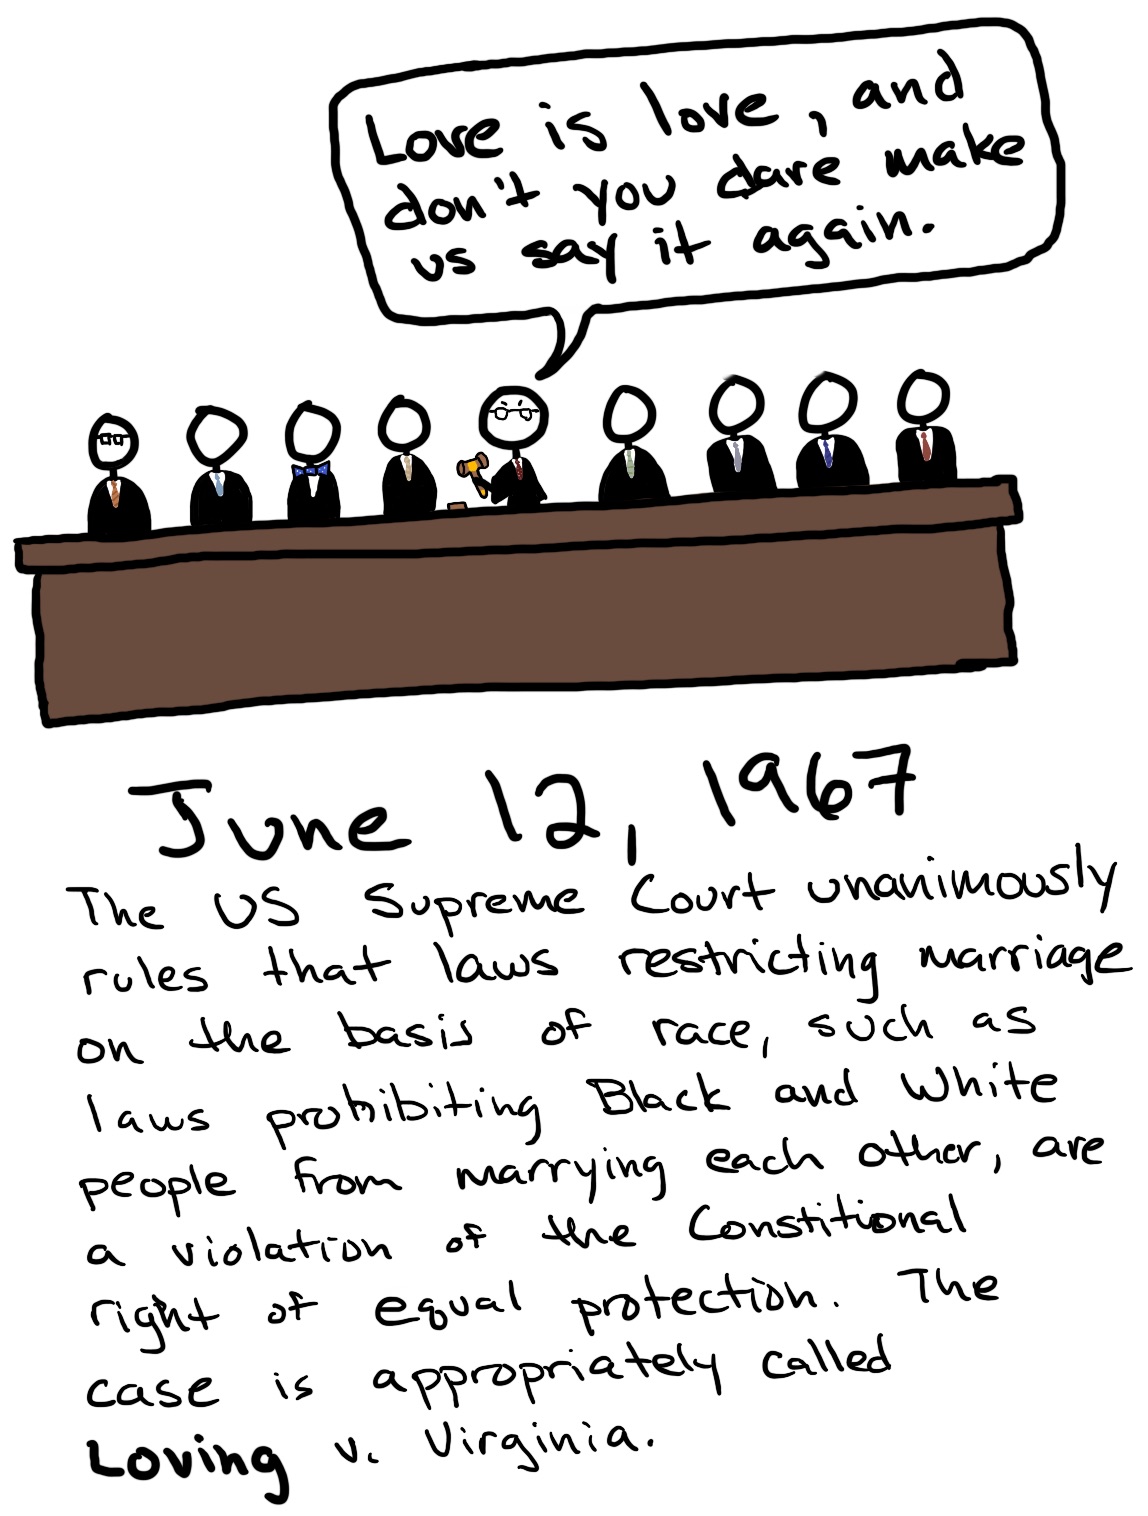 Love is love, and
don't you dare make
us say it again.
June 12, 1967
The US Supreme Court unanimously
rules that laws restricting marriage
on the basis of race, such as
laws prohibiting Black and White
people from marrying each other, are
a violation of the Constitional
right of equal protection. The
case is appropriately called
Loving v. Virginia.